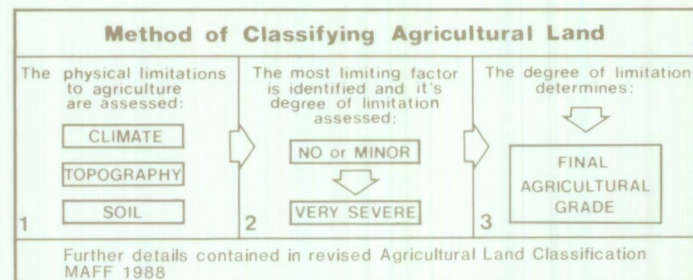 Method of Classifying Agricultural Land
The physical limitations
to agriculture
are assessed:
CLIMATE
TOPOGRAPHY
SOIL
1
The most limiting factor
is identified and it's
degree of limitation
assessed:
NO or MINOR
VERY SEVERE
2
The degree of limitation
determines:
FINAL
AGRICULTURAL
GRADE
3
Further details contained in revised Agricultural Land Classification
MAFF 1988